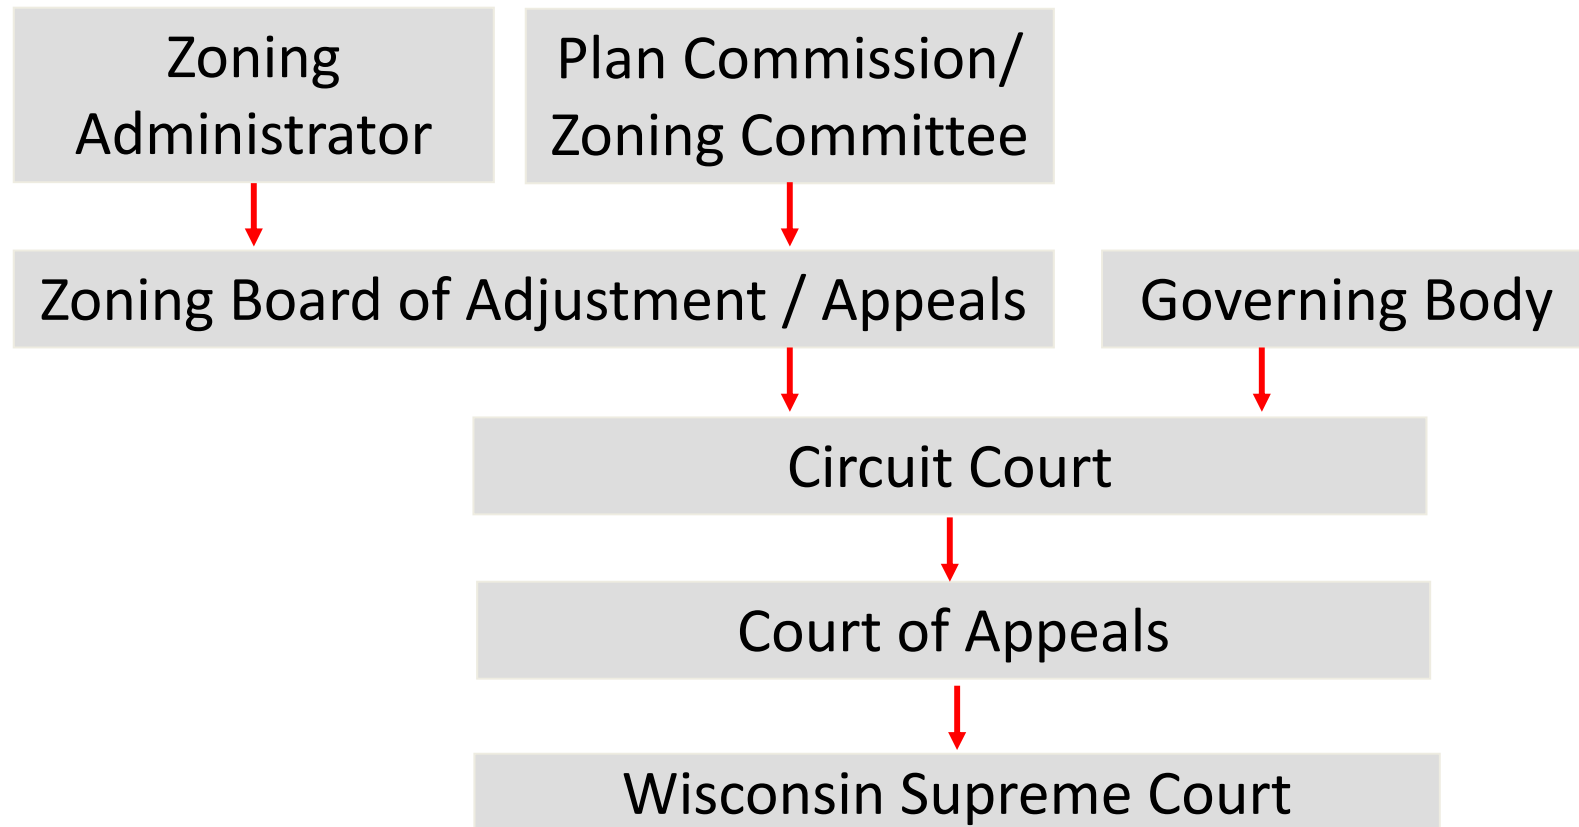 Zoning
Administrator
Plan Commission/
Zoning Committee
Zoning Board of Adjustment / Appeals
Governing Body
Circuit Court
Court of Appeals
Wisconsin Supreme Court